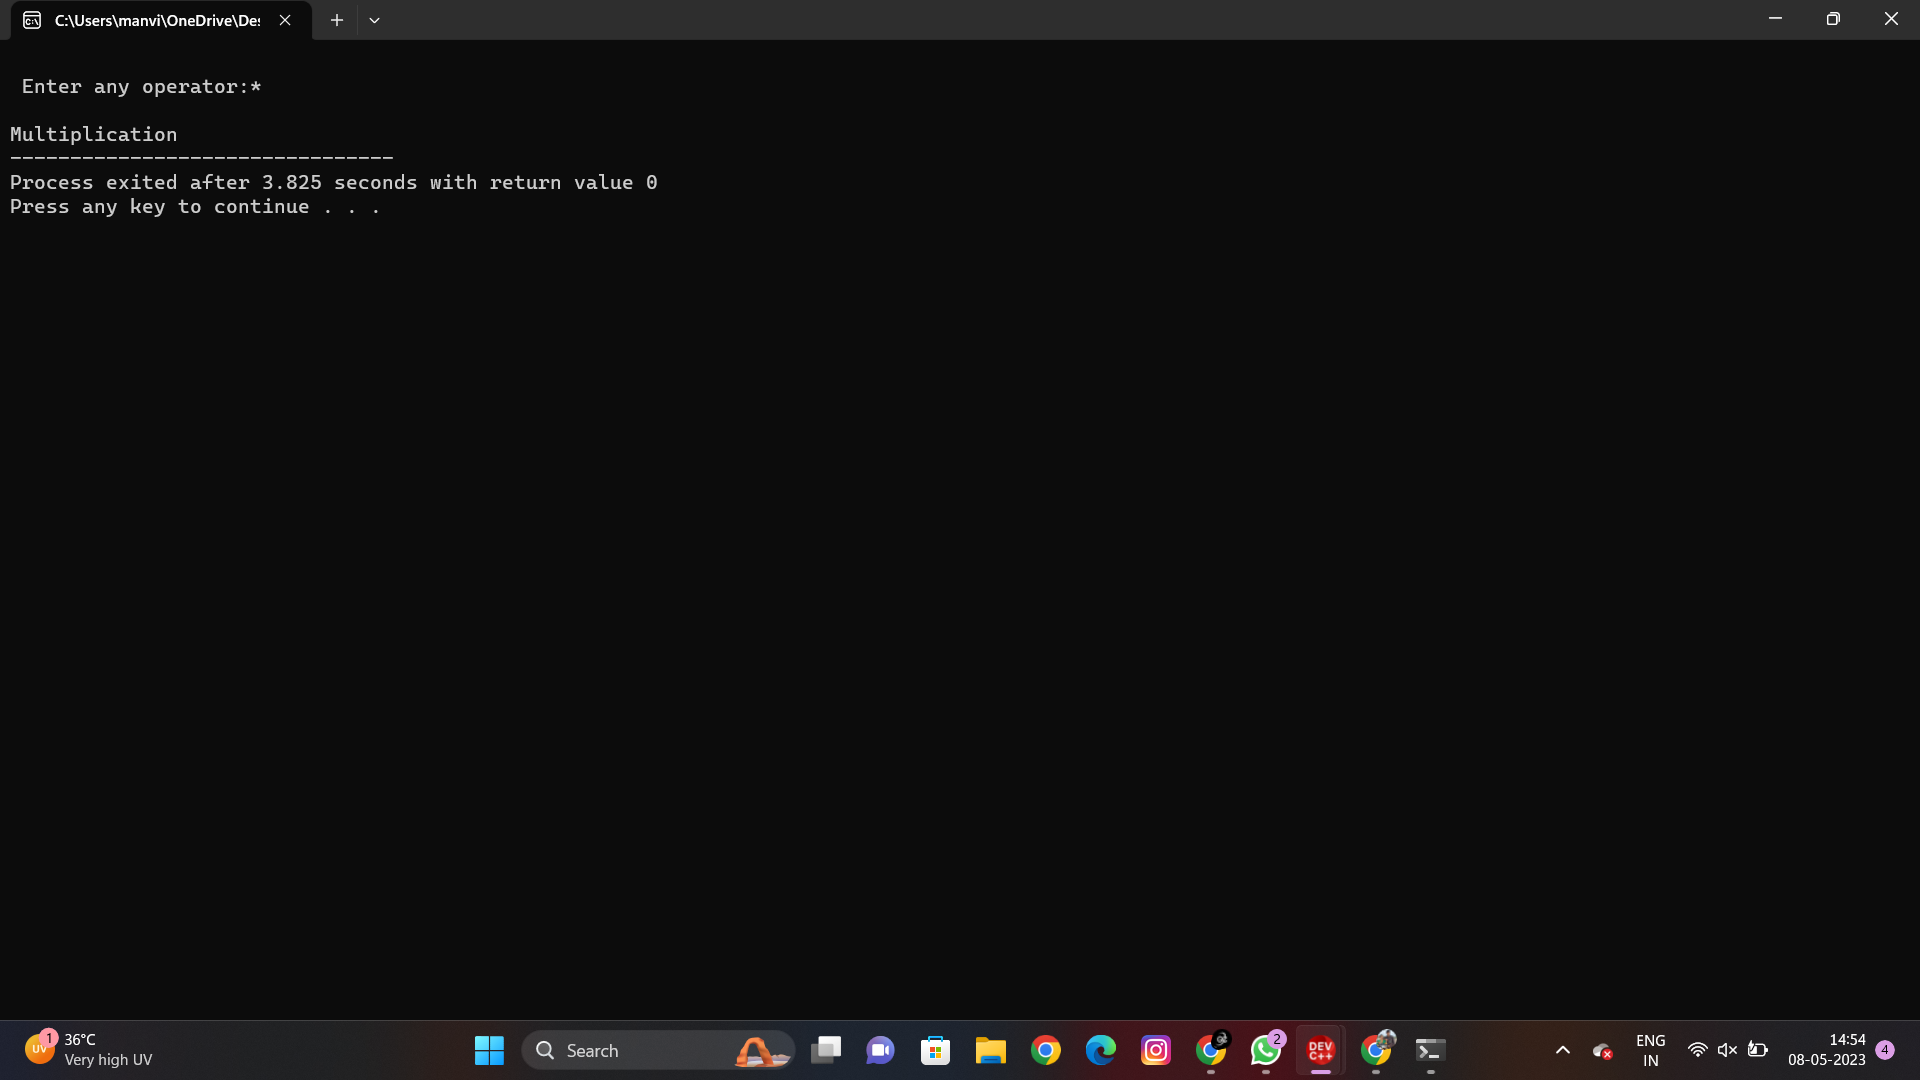 C:\Users\manvi\OneDrive\Des
Enter any operator:*
Multiplication
--------------------------------
Process exited after 3.825 seconds with return value 0
Press any key to continue . . .
1
UV
36°C
Very high UV
Search
2
DEV
C++
ENG
IN
14:54
08-05-2023
4